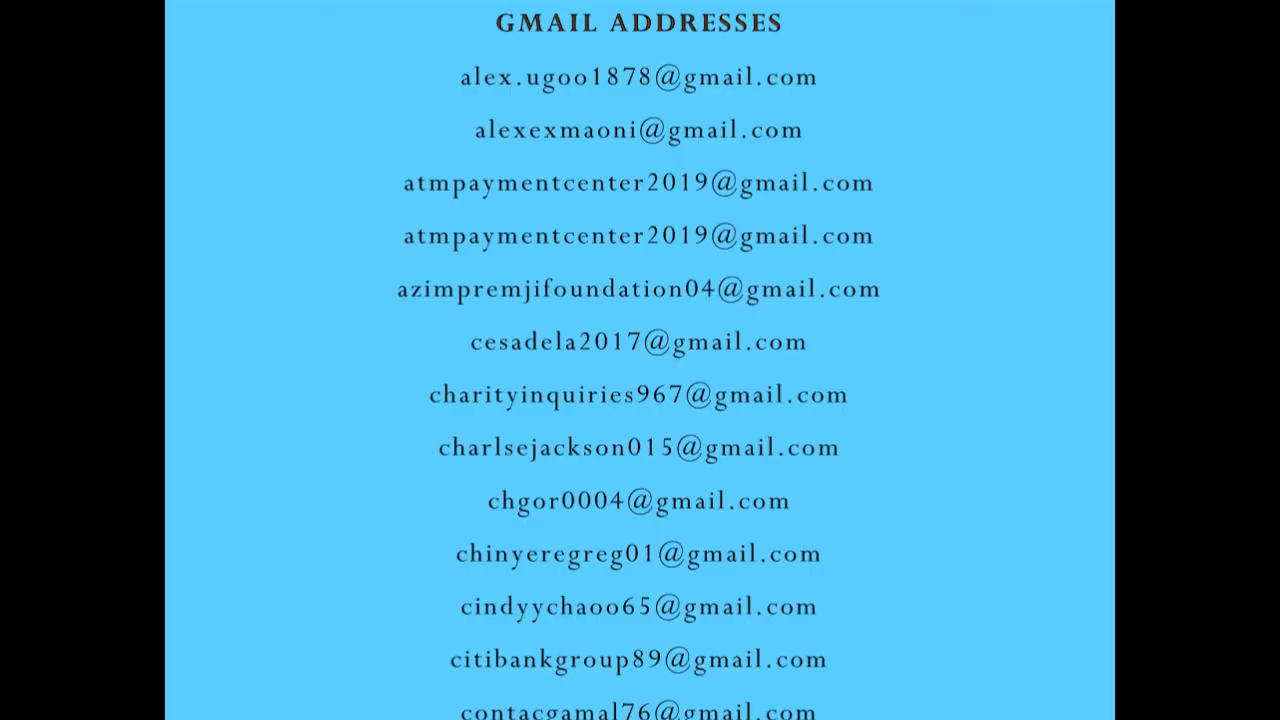 GMAIL ADDRESSES
alex.ugoo1878@gmail.com
alexexmaoni@gmail.com
atmpaymentcenter2019@gmail.com
atmpaymentcenter2019@gmail.com
azimpremjifoundation04@gmail.com
cesadela2017@gmail.com
charityinquiries967@gmail.com
charlsejackson015@gmail.com
chgor0004@gmail.com
chinyeregreg01@gmail.com
cindyychaoo65@gmail.com
citibankgroup89@gmail.com
contacgamal76@gmail.com